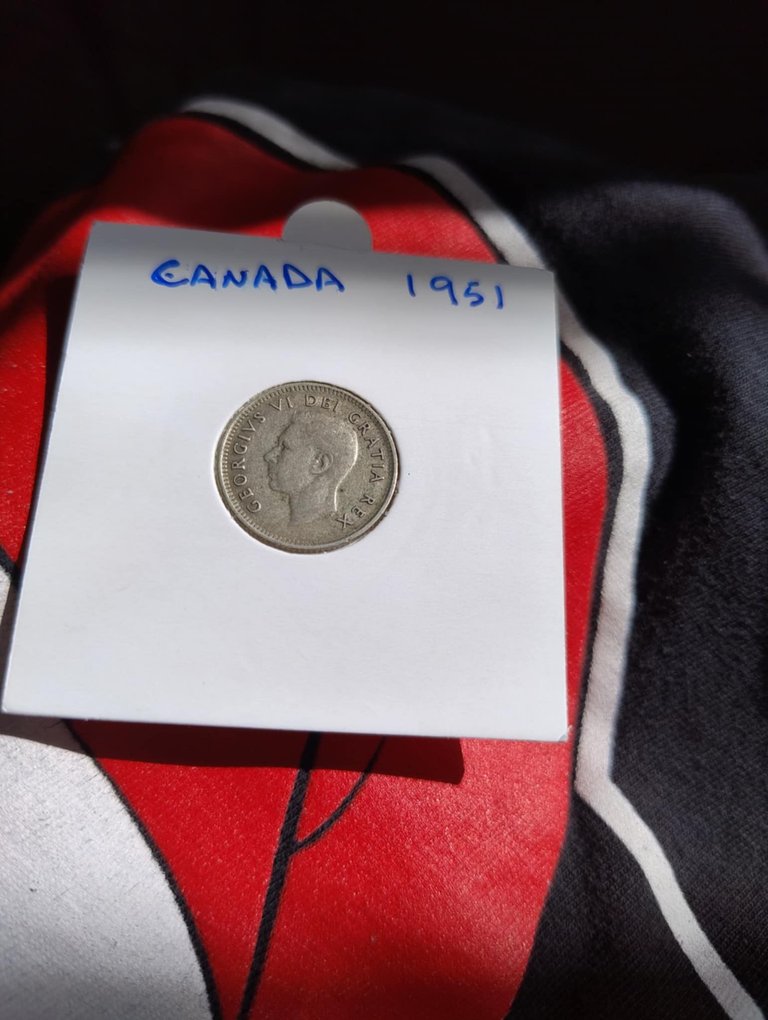 CANADA 1951
GEORGIVS VI DEI GRATIA REX